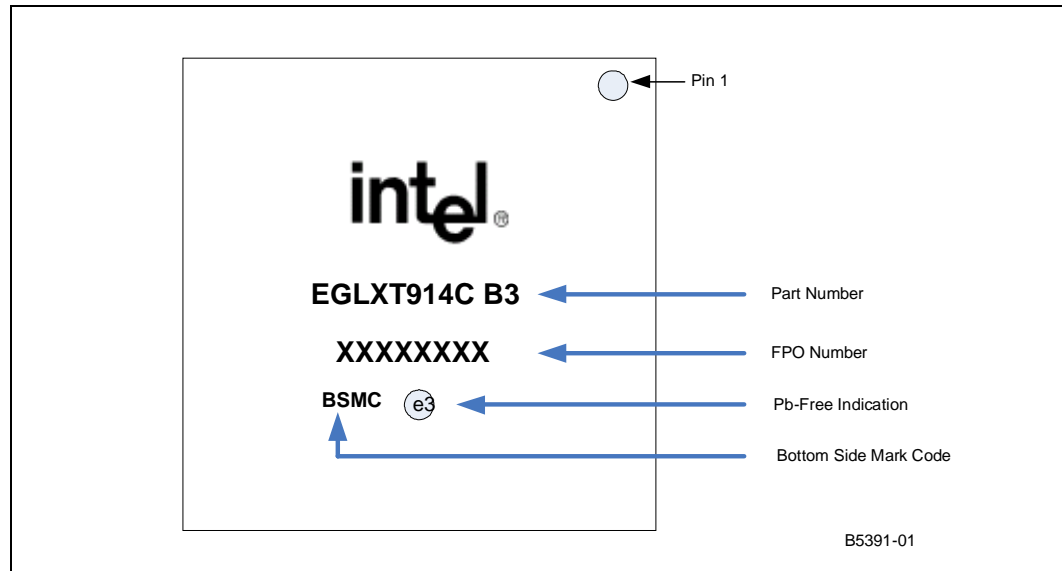 Pin 1
intel®
EGLXT914C B3
Part Number
XXXXXXXX
FPO Number
BSMC
e3
Pb-Free Indication
Bottom Side Mark Code
B5391-01